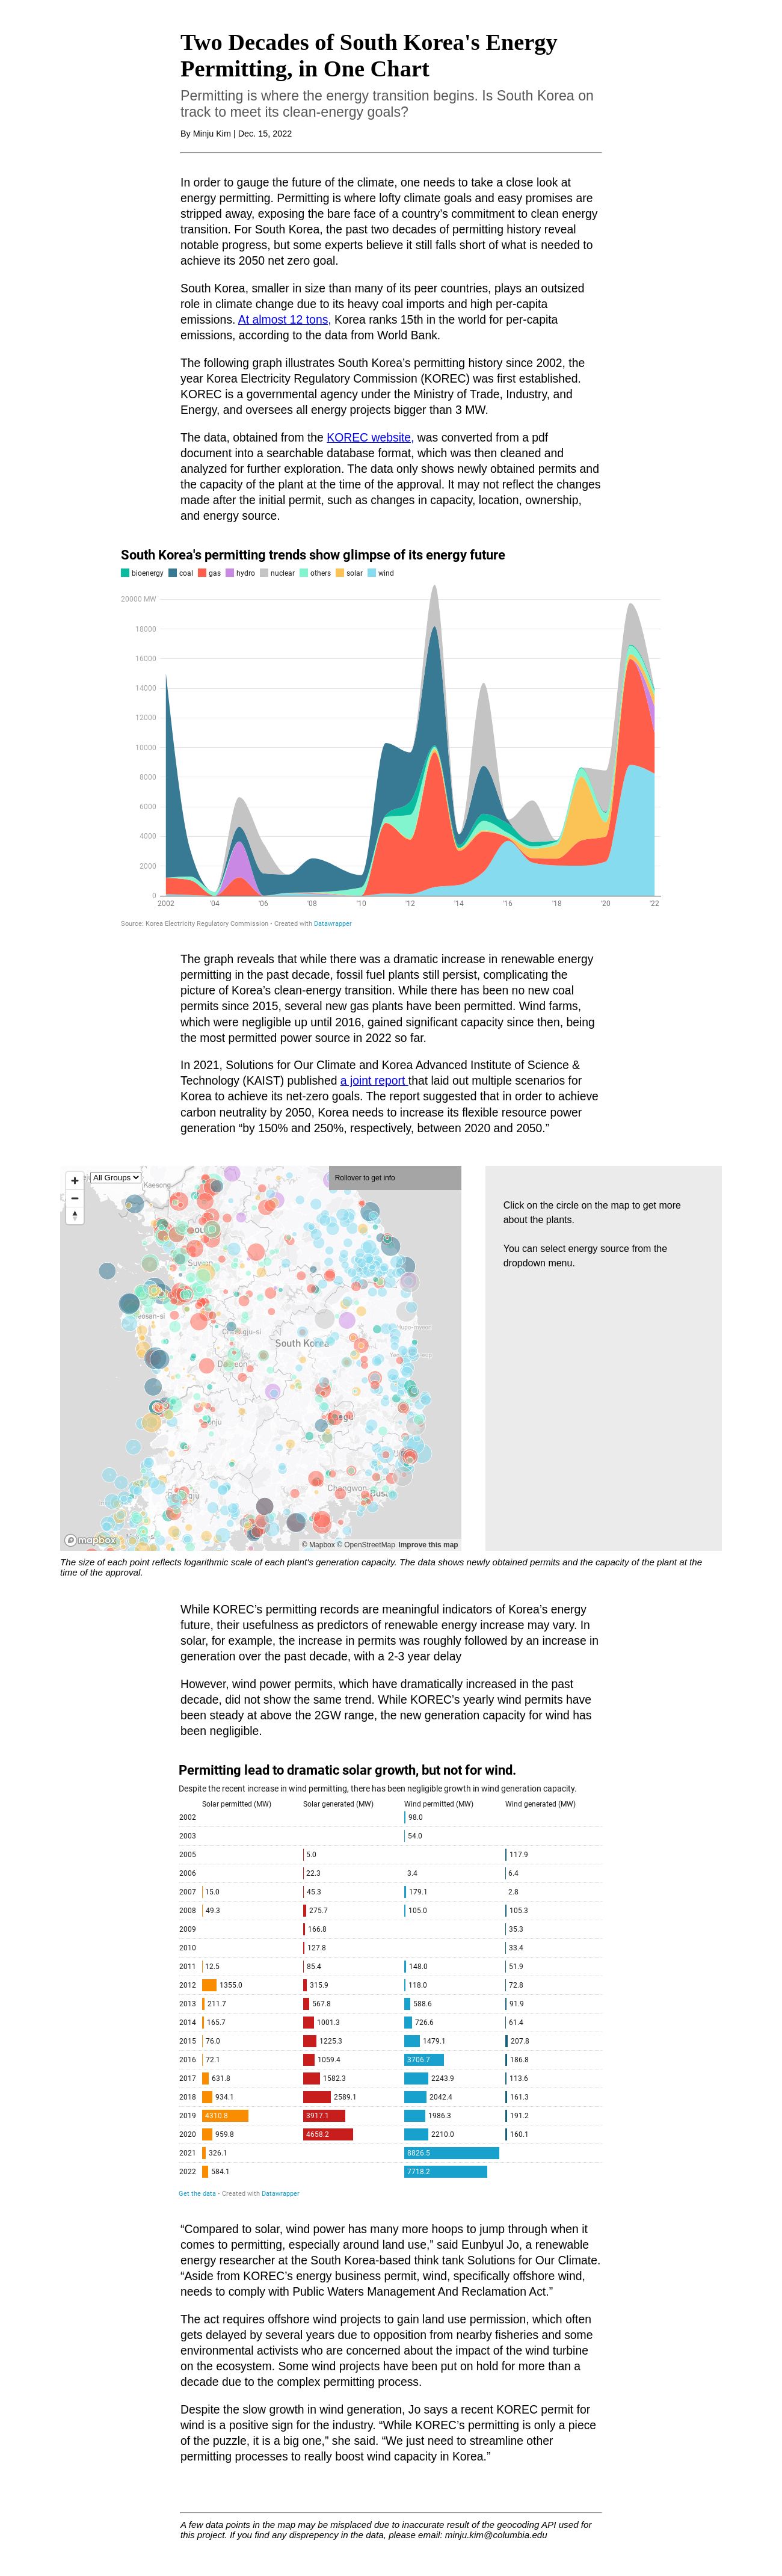 Two Decades of South Korea's Energy
Permitting, in One Chart
Permitting is where the energy transition begins. Is South Korea on
track to meet its clean-energy goals?
By Minju Kim | Dec. 15, 2022
In order to gauge the future of the climate, one needs to take a close look at
energy permitting. Permitting is where lofty climate goals and easy promises are
stripped away, exposing the bare face of a country’s commitment to clean energy
transition. For South Korea, the past two decades of permitting history reveal
notable progress, but some experts believe it still falls short of what is needed to
achieve its 2050 net zero goal.
South Korea, smaller in size than many of its peer countries, plays an outsized
role in climate change due to its heavy coal imports and high per-capita
emissions. At almost 12 tons, Korea ranks 15th in the world for per-capita
emissions, according to the data from World Bank.
The following graph illustrates South Korea’s permitting history since 2002, the
year Korea Electricity Regulatory Commission (KOREC) was first established.
KOREC is a governmental agency under the Ministry of Trade, Industry, and
Energy, and oversees all energy projects bigger than 3 MW.
The data, obtained from the KOREC website, was converted from a pdf
document into a searchable database format, which was then cleaned and
analyzed for further exploration. The data only shows newly obtained permits and
the capacity of the plant at the time of the approval. It may not reflect the changes
made after the initial permit, such as changes in capacity, location, ownership,
and energy source.
South Korea's permitting trends show glimpse of its energy future
bioenergy coal gas hydro nuclear others solar wind
20000 MW
18000
16000
14000
12000
10000
8000
6000
4000
2000
0
2002 '04 '06 '08 '10 '12 '14 '16 '18 '20 '22
Source: Korea Electricity Regulatory Commission • Created with Datawrapper
The graph reveals that while there was a dramatic increase in renewable energy
permitting in the past decade, fossil fuel plants still persist, complicating the
picture of Korea’s clean-energy transition. While there has been no new coal
permits since 2015, several new gas plants have been permitted. Wind farms,
which were negligible up until 2016, gained significant capacity since then, being
the most permitted power source in 2022 so far.
In 2021, Solutions for Our Climate and Korea Advanced Institute of Science &
Technology (KAIST) published a joint report that laid out multiple scenarios for
Korea to achieve its net-zero goals. The report suggested that in order to achieve
carbon neutrality by 2050, Korea needs to increase its flexible resource power
generation “by 150% and 250%, respectively, between 2020 and 2050.”
All Groups
Kaesong
Rollover to get info
Suwon
South Korea
Changwon
mapbox
© Mapbox © OpenStreetMap Improve this map
Click on the circle on the map to get more
about the plants.
You can select energy source from the
dropdown menu.
The size of each point reflects logarithmic scale of each plant's generation capacity. The data shows newly obtained permits and the capacity of the plant at the
time of the approval.
While KOREC’s permitting records are meaningful indicators of Korea’s energy
future, their usefulness as predictors of renewable energy increase may vary. In
solar, for example, the increase in permits was roughly followed by an increase in
generation over the past decade, with a 2-3 year delay
However, wind power permits, which have dramatically increased in the past
decade, did not show the same trend. While KOREC’s yearly wind permits have
been steady at above the 2GW range, the new generation capacity for wind has
been negligible.
Permitting lead to dramatic solar growth, but not for wind.
Despite the recent increase in wind permitting, there has been negligible growth in wind generation capacity.
Solar permitted (MW) Solar generated (MW) Wind permitted (MW) Wind generated (MW)
2002 98.0
2003 54.0
2005 5.0 117.9
2006 22.3 3.4 6.4
2007 15.0 45.3 179.1 2.8
2008 49.3 275.7 105.0 105.3
2009 166.8 35.3
2010 127.8 33.4
2011 12.5 85.4 148.0 51.9
2012 1355.0 315.9 118.0 72.8
2013 211.7 567.8 588.6 91.9
2014 165.7 1001.3 726.6 61.4
2015 76.0 1225.3 1479.1 207.8
2016 72.1 1059.4 3706.7 186.8
2017 631.8 1582.3 2243.9 113.6
2018 934.1 2589.1 2042.4 161.3
2019 4310.8 3917.1 1986.3 191.2
2020 959.8 4658.2 2210.0 160.1
2021 326.1 8826.5
2022 584.1 7718.2
Get the data • Created with Datawrapper
“Compared to solar, wind power has many more hoops to jump through when it
comes to permitting, especially around land use,” said Eunbyul Jo, a renewable
energy researcher at the South Korea-based think tank Solutions for Our Climate.
“Aside from KOREC’s energy business permit, wind, specifically offshore wind,
needs to comply with Public Waters Management And Reclamation Act.”
The act requires offshore wind projects to gain land use permission, which often
gets delayed by several years due to opposition from nearby fisheries and some
environmental activists who are concerned about the impact of the wind turbine
on the ecosystem. Some wind projects have been put on hold for more than a
decade due to the complex permitting process.
Despite the slow growth in wind generation, Jo says a recent KOREC permit for
wind is a positive sign for the industry. “While KOREC’s permitting is only a piece
of the puzzle, it is a big one,” she said. “We just need to streamline other
permitting processes to really boost wind capacity in Korea.”
A few data points in the map may be misplaced due to inaccurate result of the geocoding API used for
this project. If you find any disprepency in the data, please email: minju.kim@columbia.edu